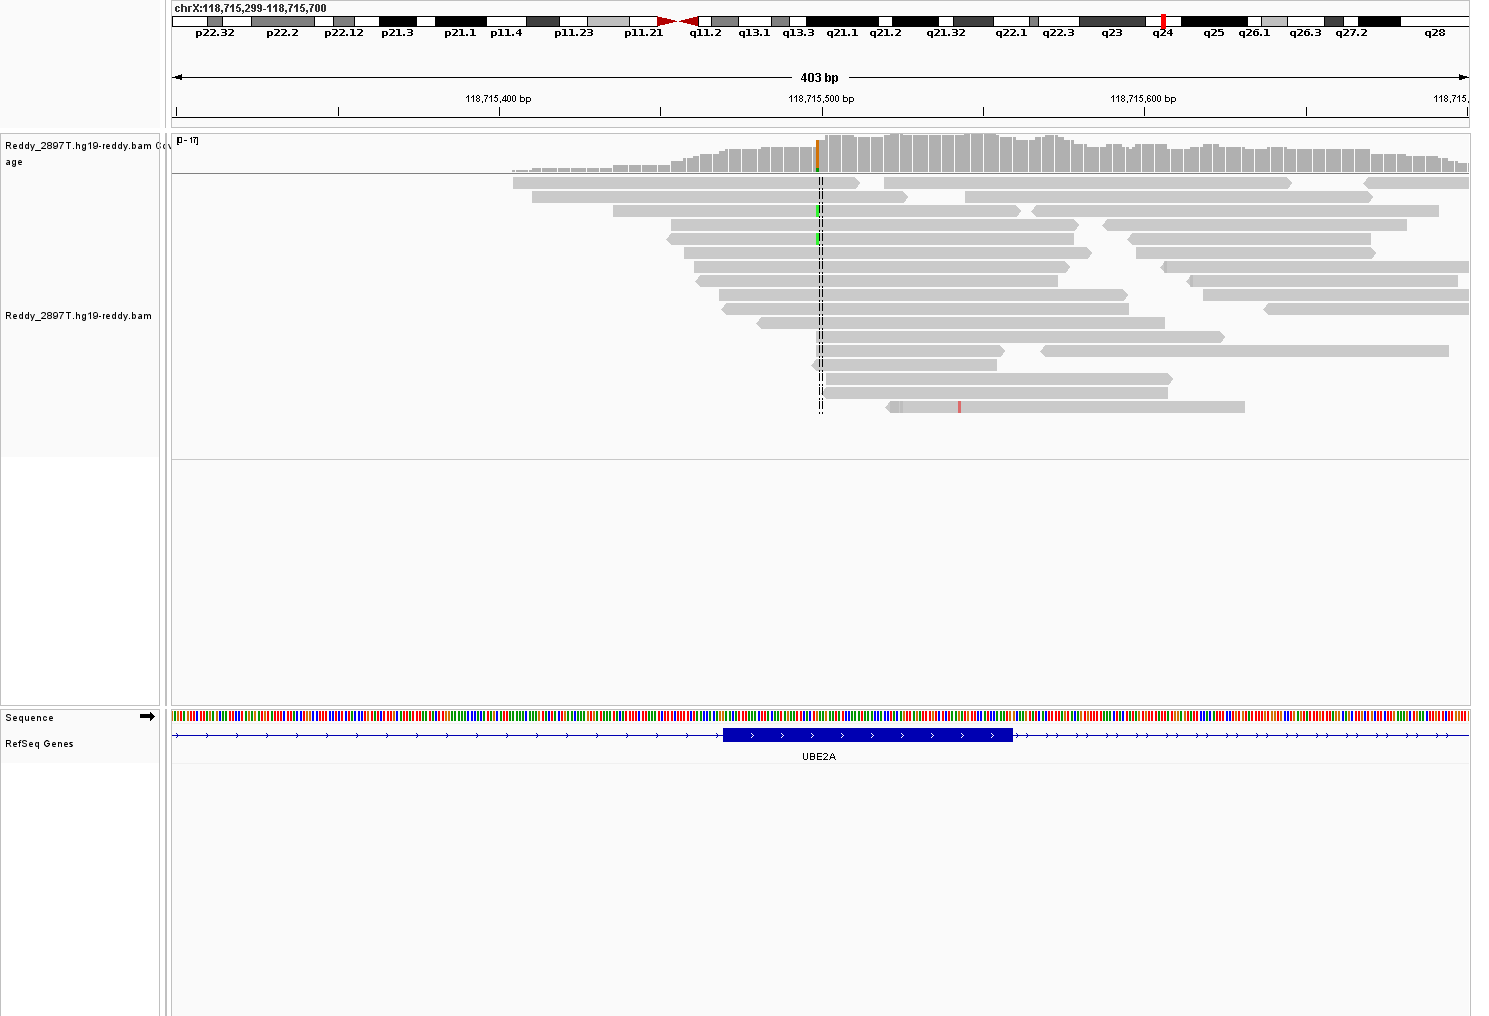 chrX:118,715,299-118,715,700
p22.32 p22.2 p22.12 p21.3 p21.1 p11.4 p11.23 p11.21 q11.2 q13.1 q13.3 q21.1 q21.2 q21.32 q22.1 q22.3 q23 q24 q25 q26.1 q26.3 q27.2 q28
403 bp
118,715,400 bp 118,715,500 bp 118,715,600 bp 118,715,
Reddy_2897T.hg19-reddy.bam Cov
age
[0 - 17]
Reddy_2897T.hg19-reddy.bam
Sequence
RefSeq Genes
UBE2A